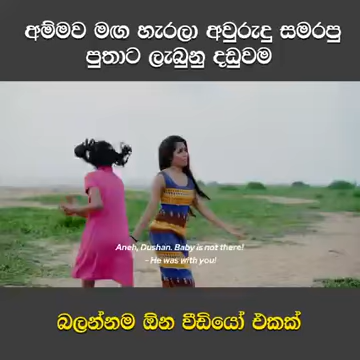 අම්මව මඟ හැරලා අවුරුදු සමරපු
පුතාට ලැබුනු දඩුවම
Aneh, Dushan. Baby is not there!
- He was with you!
බලන්නම ඕන වීඩියෝ එකක්